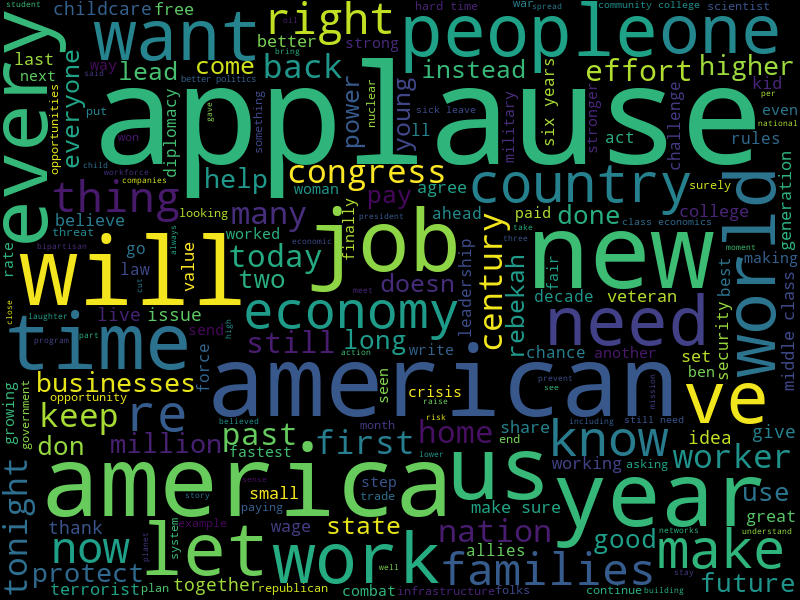 student
childcare
free
want
right
people
one
hard time
war
spread
community college
scientist
every
last
next
lead
come
back
better
strong
instead
effort
higher
kid
way
said
oil
bring
put
everyone
better politics
gave
something
power
nuclear
young
sick leave
military
six years
stronger
challenge
per
even
national
opportunities
diplomacy
won
applause
ll
act
rules
child
workforce
companies
help
congress
woman
agree
country
surely
generation
thing
looking
many
pay
ahead
paid
done
class economics
college
world
believe
threat
president
worked
finally
take
three
moment
making
rate
bipartisan
go
always
today
job
leadership
century
new
fair
best
law
value
two
economic
doesn
rebekah
decade
veteran
security
middle class
will
cut
meet
live
issue
economy
need
close
laughter
send
high
still
long
write
chance
another
set
ben
time
program
part
force
action
american
prevent
see
mission
ve
businesses
seen
crisis
raise
opportunity
keep
re
believed
risk
including
still need
share
idea
give
growing
government
don
million
past
fastest
month
first
home
lower
end
know
working
asking
worker
tonight
america
us
year
use
story
sense
step
trade
great
networks
understand
thank
system
example
paying
small
wage
state
nation
make sure
good
make
now
let
work
allies
families
stay
future
protect
planet
well
terrorist
plan
together
republican
combat
infrastructure
folks
continue
building